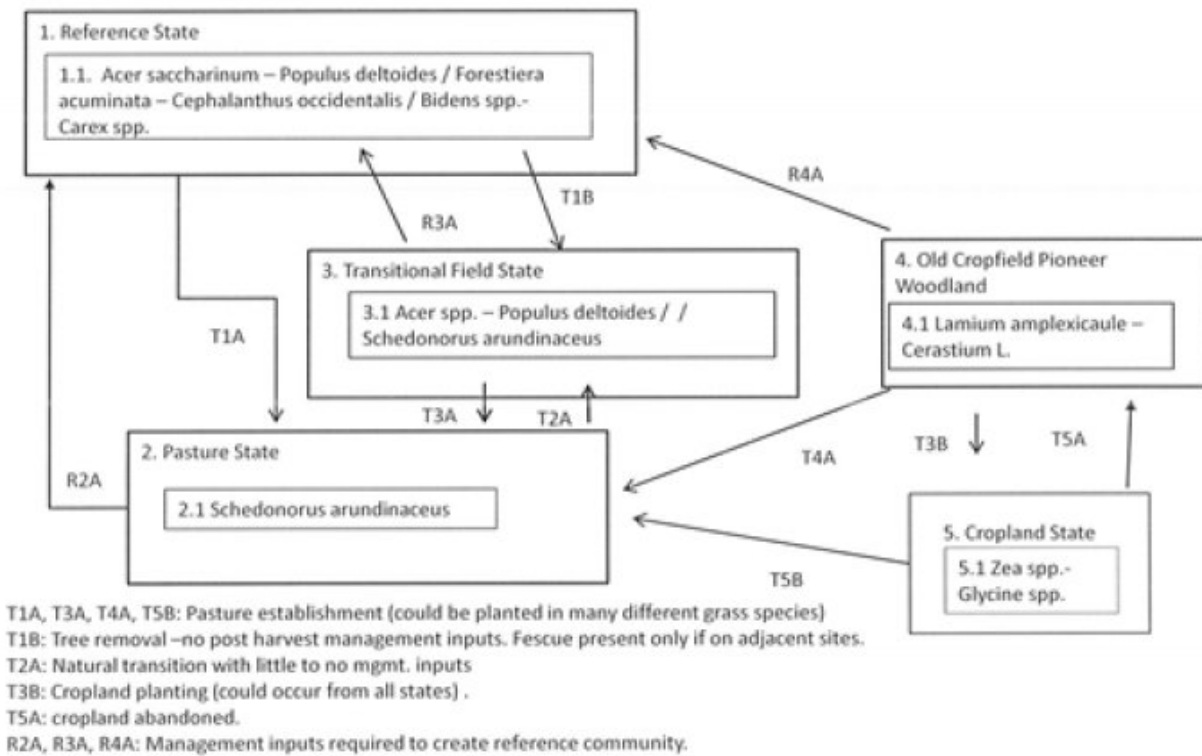 1. Reference State
1.1. Acer saccharinum – Populus deltoides / Forestiera
acuminata – Cephalanthus occidentalis / Bidens spp.-
Carex spp.
R4A
T1B
R3A
3. Transitional Field State
3.1 Acer spp. – Populus deltoides / /
Schedonorus arundinaceus
4. Old Cropfield Pioneer
Woodland
4.1 Lamium amplexicaule –
Cerastium L.
T1A
T3A
T2A
T4A
T3B
T5A
2. Pasture State
2.1 Schedonorus arundinaceus
R2A
5. Cropland State
5.1 Zea spp.-
Glycine spp.
T5B
T1A, T3A, T4A, T5B: Pasture establishment (could be planted in many different grass species)
T1B: Tree removal –no post harvest management inputs. Fescue present only if on adjacent sites.
T2A: Natural transition with little to no mgmt. inputs
T3B: Cropland planting (could occur from all states) .
T5A: cropland abandoned.
R2A, R3A, R4A: Management inputs required to create reference community.